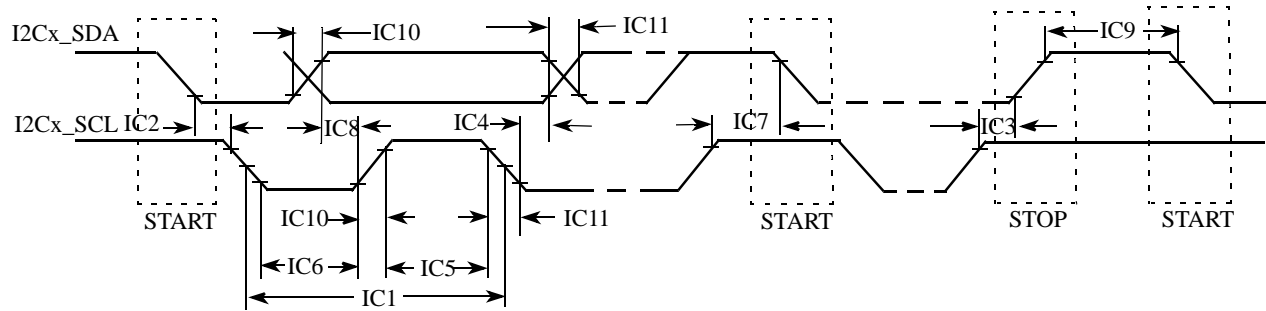 I2Cx_SDA
IC10
IC11
IC9
I2Cx_SCL
IC2
IC8
IC4
IC7
IC3
START
IC10
IC11
START
STOP
START
IC6
IC5
IC1